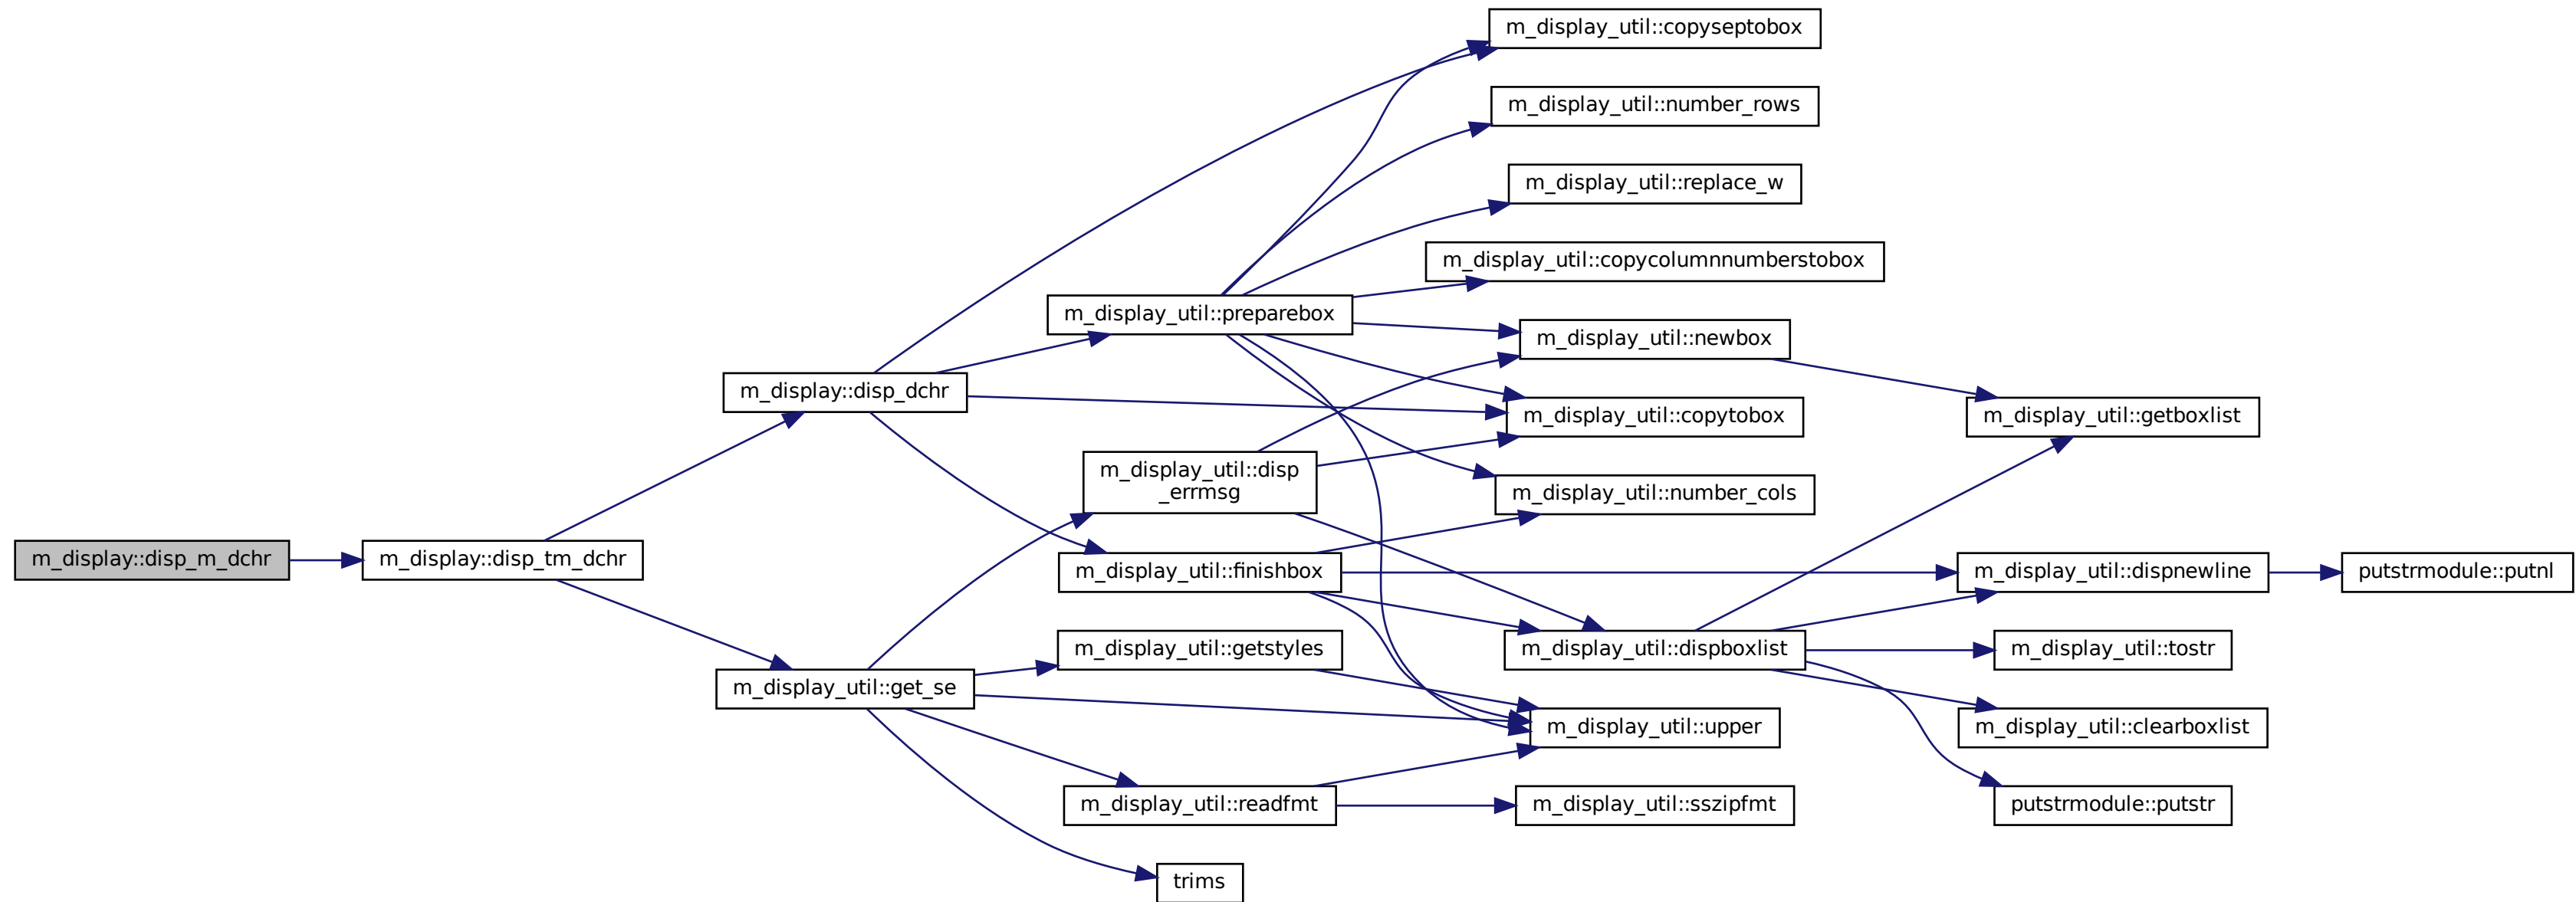 m_display_util::copyseptobox
m_display_util::number_rows
m_display_util::replace_w
m_display_util::copycolumnnumberstobox
m_display_util::preparebox
m_display_util::newbox
m_display::disp_dchr
m_display_util::copytobox
m_display_util::getboxlist
m_display_util::disp
_errmsg
m_display_util::number_cols
m_display::disp_m_dchr
m_display::disp_tm_dchr
m_display_util::finishbox
m_display_util::dispnewline
putstrmodule::putnl
m_display_util::getstyles
m_display_util::dispboxlist
m_display_util::tostr
m_display_util::get_se
m_display_util::upper
m_display_util::clearboxlist
m_display_util::readfmt
m_display_util::sszipfmt
putstrmodule::putstr
trims